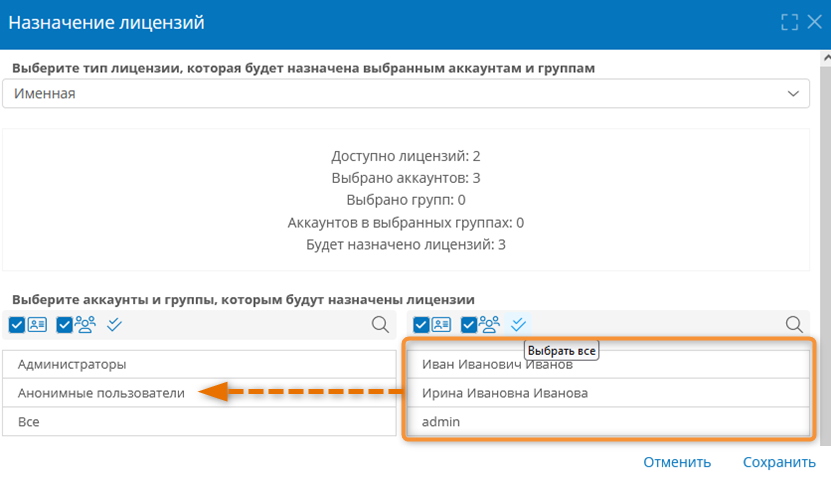 Назначение лицензий
Выберите тип лицензии, которая будет назначена выбранным аккаунтам и группам
Именная
Доступно лицензий: 2
Выбрано аккаунтов: 3
Выбрано групп: 0
Аккаунтов в выбранных группах: 0
Будет назначено лицензий: 3
Выберите аккаунты и группы, которым будут назначены лицензии
Администраторы
Анонимные пользователи
Все
Выбрать все
Иван Иванович Иванов
Ирина Ивановна Иванова
admin
Отменить
Сохранить